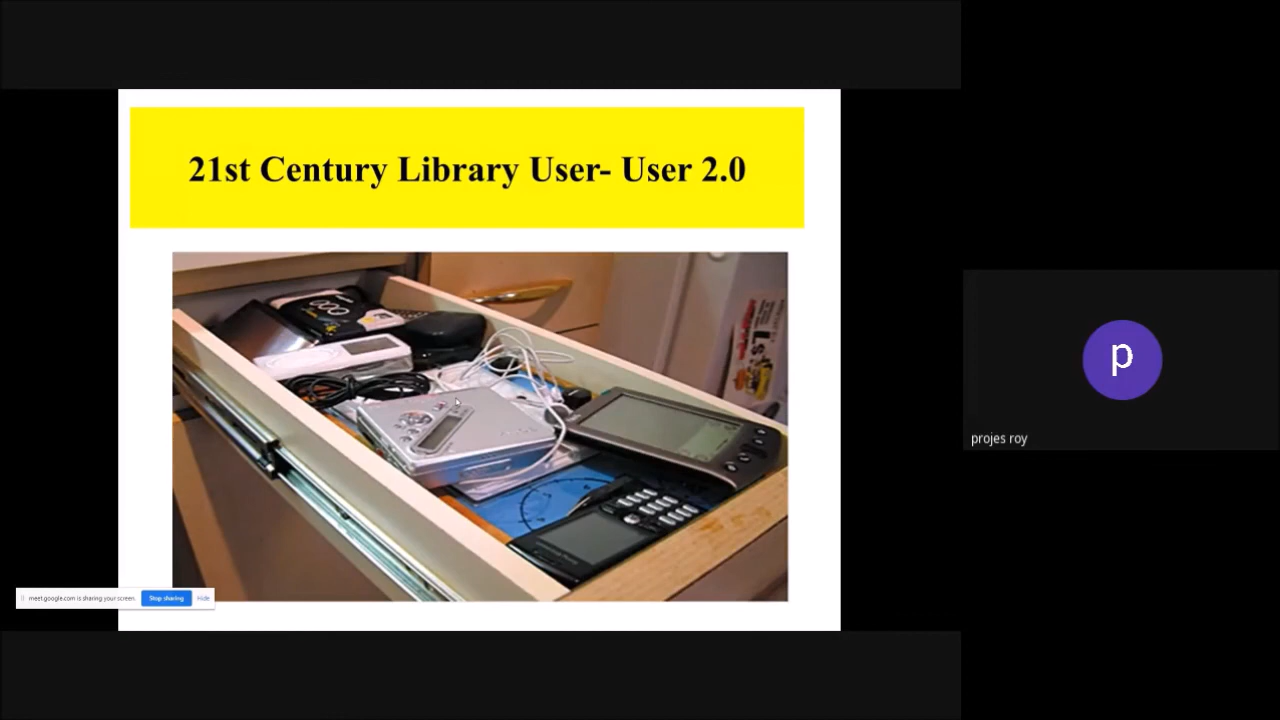 21st Century Library User- User 2.0
p
projes roy
meet.google.com is sharing your screen.
Stop sharing
Hide